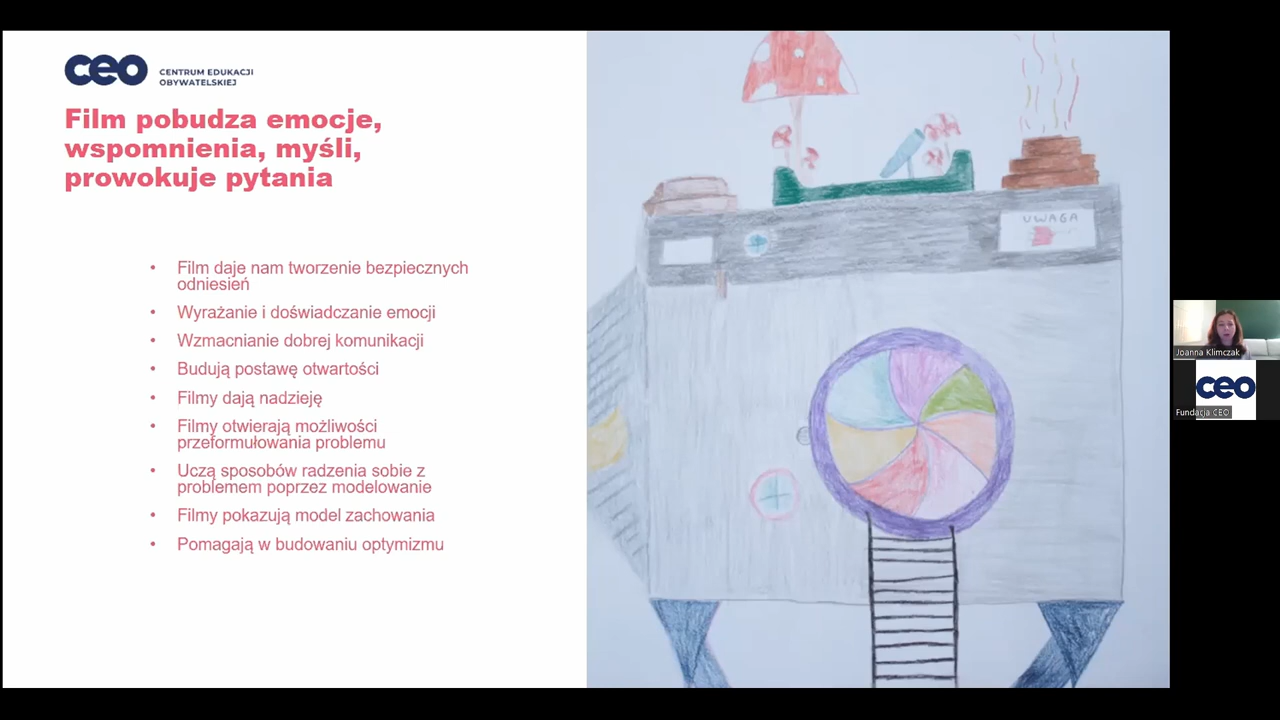 ceo CENTRUM EDUKACJI
OBYWATELSKIEJ
Film pobudza emocje,
wspomnienia, myśli,
prowokuje pytania
• Film daje nam tworzenie bezpiecznych
odniesień
• Wyrażanie i doświadczanie emocji
• Wzmacnianie dobrej komunikacji
• Budują postawę otwartości
• Filmy dają nadzieję
• Filmy otwierają możliwości
przeformułowania problemu
• Uczą sposobów radzenia sobie z
problemem poprzez modelowanie
• Filmy pokazują model zachowania
• Pomagają w budowaniu optymizmu
UWAGA
Joanna Klimczak
ceo
Fundacja CEO